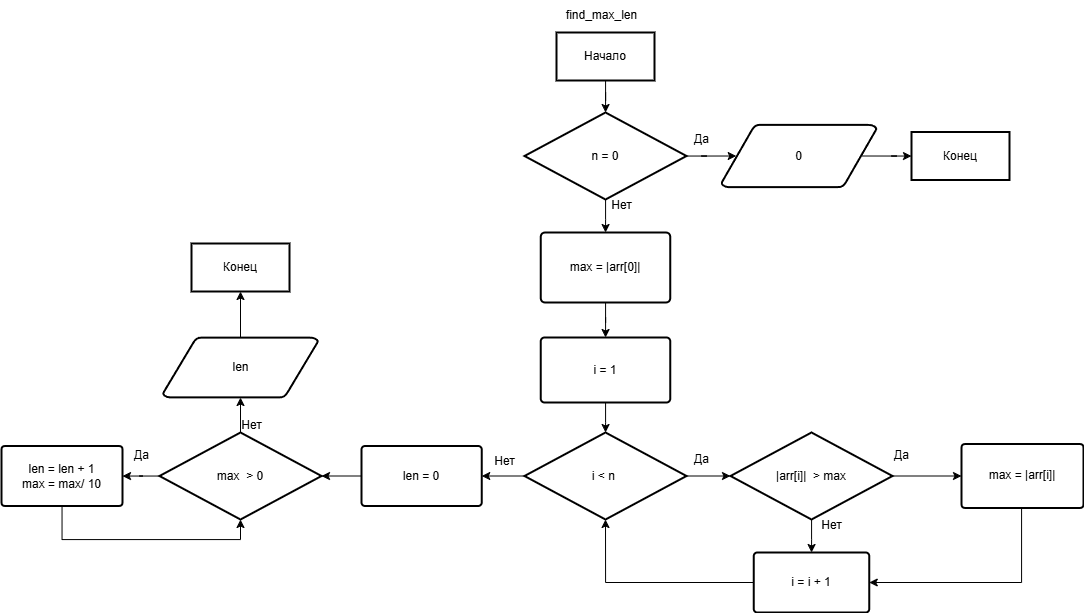 find_max_len
Начало
n = 0
Да
0
Конец
Нет
max = |arr[0]|
i = 1
i < n
Да
|arr[i]| > max
Да
max = |arr[i]|
Нет
i = i + 1
Нет
len = 0
max > 0
Да
len = len + 1
max = max/ 10
Нет
len
Конец